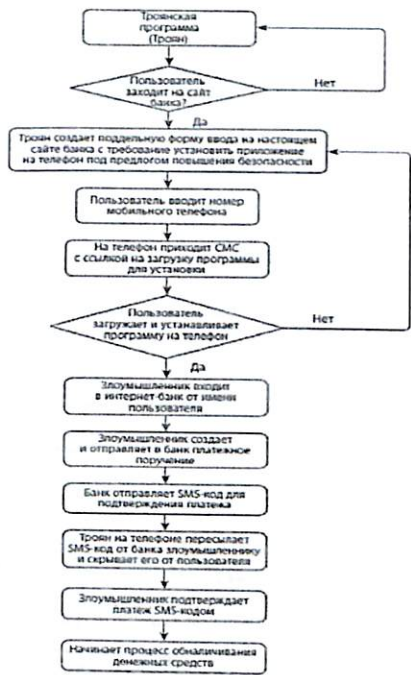 Троянская
программа
(Троян)
Пользователь
заходит на сайт
банка?
Нет
Да
Троян создает поддельную форму ввода на настоящем
сайте банка с требование установить приложение
на телефон под предлогом повышения безопасности
Пользователь вводит номер
мобильного телефона
На телефон приходит СМС
с ссылкой на загрузку программы
для установки
Пользователь
загружает и устанавливает
программу на телефон
Нет
Да
Злоумышленник входит
в интернет-банк от имени
пользователя
Злоумышленник создает
и отправляет в банк платежное
поручение
Банк отправляет SMS-код для
подтверждения платежа
Троян на телефоне пересылает
SMS-код от банка злоумышленнику
и скрывает его от пользователя
Злоумышленник подтверждает
платеж SMS-кодом
Начинает процесс обналичивания
денежных средств